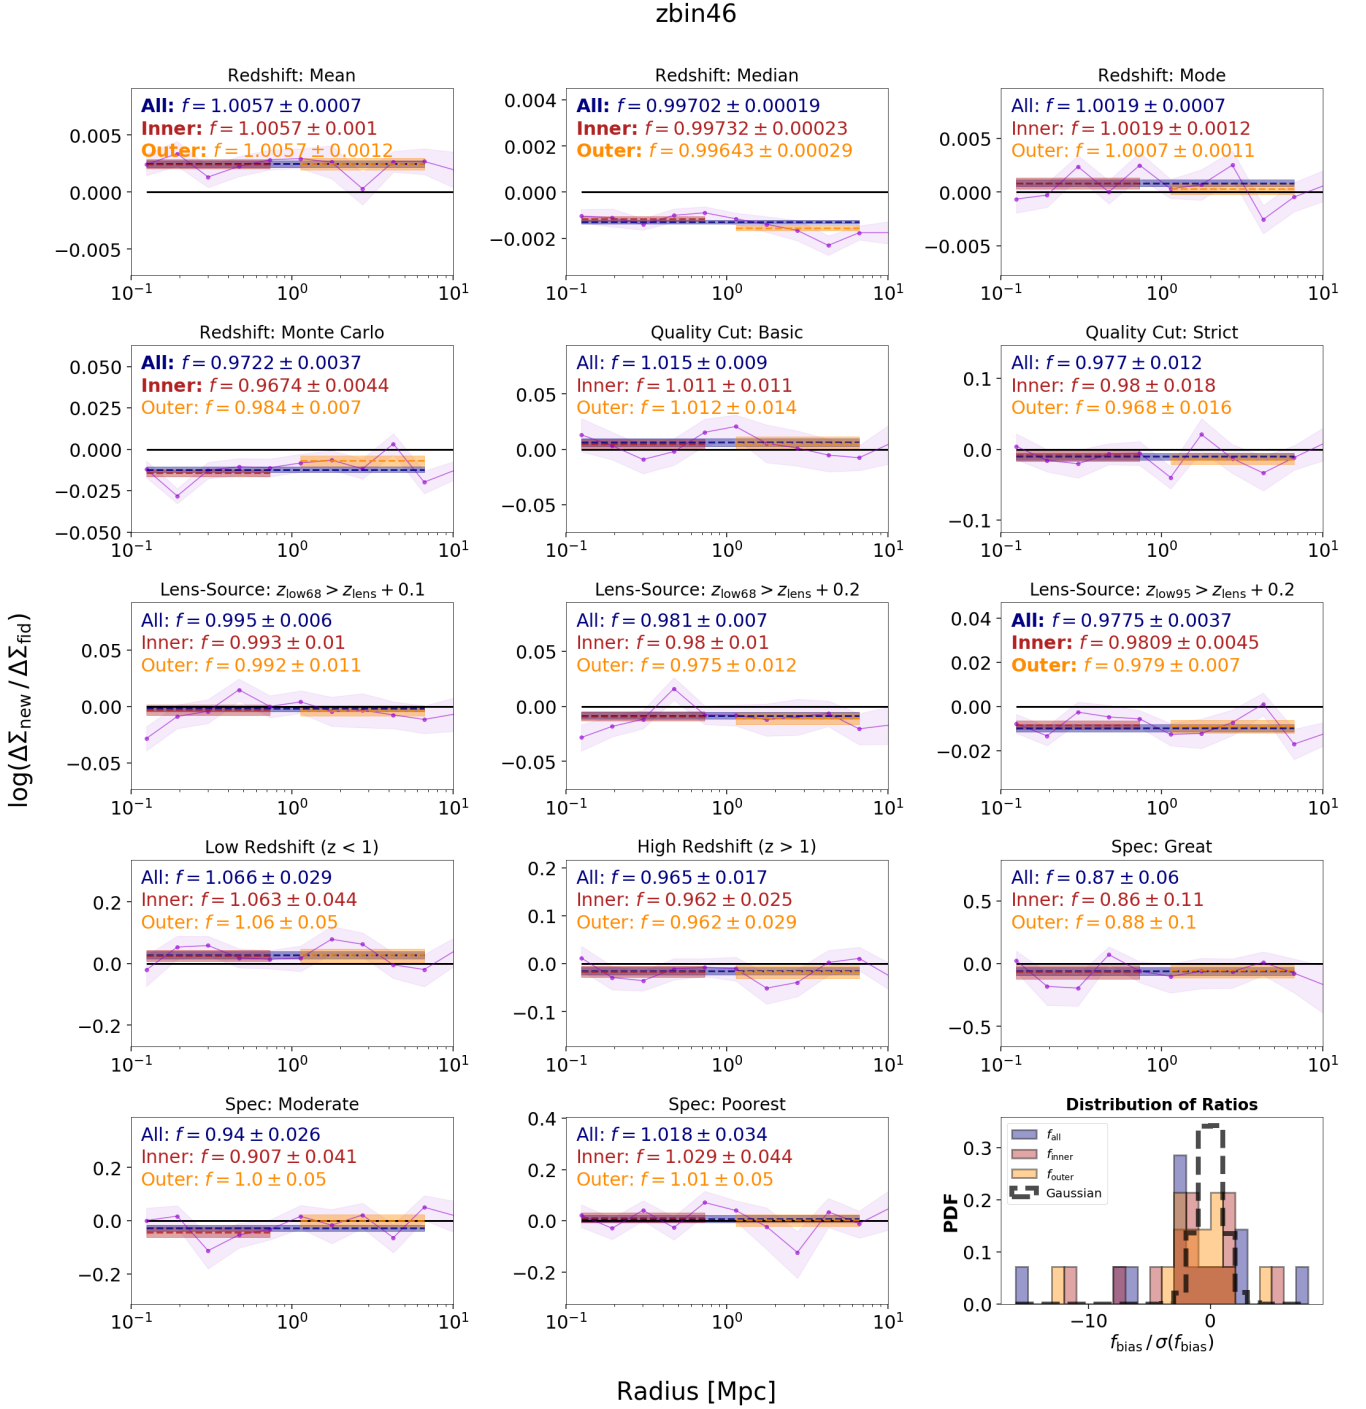 zbin46
Redshift: Mean
All: f = 1.0057 ± 0.0007
Inner: f = 1.0057 ± 0.001
Outer: f = 1.0057 ± 0.0012
0.005
0.000
−0.005
10⁻¹ 10⁰ 10¹
Redshift: Median
All: f = 0.99702 ± 0.00019
Inner: f = 0.99732 ± 0.00023
Outer: f = 0.99643 ± 0.00029
0.004
0.002
0.000
−0.002
10⁻¹ 10⁰ 10¹
Redshift: Mode
All: f = 1.0019 ± 0.0007
Inner: f = 1.0019 ± 0.0012
Outer: f = 1.0007 ± 0.0011
0.005
0.000
−0.005
10⁻¹ 10⁰ 10¹
Redshift: Monte Carlo
All: f = 0.9722 ± 0.0037
Inner: f = 0.9674 ± 0.0044
Outer: f = 0.984 ± 0.007
0.050
0.025
0.000
−0.025
−0.050
10⁻¹ 10⁰ 10¹
Quality Cut: Basic
All: f = 1.015 ± 0.009
Inner: f = 1.011 ± 0.011
Outer: f = 1.012 ± 0.014
0.05
0.00
−0.05
10⁻¹ 10⁰ 10¹
Quality Cut: Strict
All: f = 0.977 ± 0.012
Inner: f = 0.98 ± 0.018
Outer: f = 0.968 ± 0.016
0.1
0.0
−0.1
10⁻¹ 10⁰ 10¹
log(ΔΣnew / ΔΣfid)
Lens-Source: zlow68 > zlens + 0.1
All: f = 0.995 ± 0.006
Inner: f = 0.993 ± 0.01
Outer: f = 0.992 ± 0.011
0.05
0.00
−0.05
10⁻¹ 10⁰ 10¹
Lens-Source: zlow68 > zlens + 0.2
All: f = 0.981 ± 0.007
Inner: f = 0.98 ± 0.01
Outer: f = 0.975 ± 0.012
0.05
0.00
−0.05
10⁻¹ 10⁰ 10¹
Lens-Source: zlow95 > zlens + 0.2
All: f = 0.9775 ± 0.0037
Inner: f = 0.9809 ± 0.0045
Outer: f = 0.979 ± 0.007
0.04
0.02
0.00
−0.02
10⁻¹ 10⁰ 10¹
Low Redshift (z < 1)
All: f = 1.066 ± 0.029
Inner: f = 1.063 ± 0.044
Outer: f = 1.06 ± 0.05
0.2
0.0
−0.2
10⁻¹ 10⁰ 10¹
High Redshift (z > 1)
All: f = 0.965 ± 0.017
Inner: f = 0.962 ± 0.025
Outer: f = 0.962 ± 0.029
0.2
0.1
0.0
−0.1
10⁻¹ 10⁰ 10¹
Spec: Great
All: f = 0.87 ± 0.06
Inner: f = 0.86 ± 0.11
Outer: f = 0.88 ± 0.1
0.5
0.0
−0.5
10⁻¹ 10⁰ 10¹
Spec: Moderate
All: f = 0.94 ± 0.026
Inner: f = 0.907 ± 0.041
Outer: f = 1.0 ± 0.05
0.2
0.0
−0.2
10⁻¹ 10⁰ 10¹
Spec: Poorest
All: f = 1.018 ± 0.034
Inner: f = 1.029 ± 0.044
Outer: f = 1.01 ± 0.05
0.4
0.2
0.0
−0.2
10⁻¹ 10⁰ 10¹
Distribution of Ratios
fall
finner
fouter
Gaussian
PDF
0.3
0.2
0.1
0.0
−10 0
fbias / σ(fbias)
Radius [Mpc]